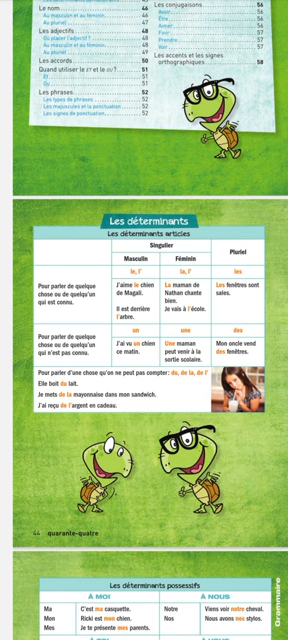 Le nom 46
Au masculin et au féminin 46
Au pluriel 47
Les adjectifs 48
Où placer l'adjectif? 48
Au masculin et au féminin 48
Au pluriel 49
Les accords 50
Quand utiliser le et ou 51
Et 51
Ou 51
Les phrases 52
Les types de phrases 52
Les majuscules et la ponctuation 52
Les signes de ponctuation 52
Les conjugaisons 56
Avoir 56
Être 56
Aimer 56
Finir 57
Prendre 57
Voir 57
Les accents et les signes
orthographiques 58
Les déterminants
Les déterminants articles
Singulier
Pluriel
Masculin
Féminin
le, l'
la, l'
les
Pour parler de quelque
chose ou de quelqu'un
qui est connu.
J'aime le chien
de Magali.
Il est derrière
l'arbre.
La maman de
Nathan chante
bien.
Je vais à l'école.
Les fenêtres sont
sales.
un
une
des
Pour parler de quelque
chose ou de quelqu'un
qui n'est pas connu.
J'ai vu un chien
ce matin.
Une maman
peut venir à la
sortie scolaire.
Mon oncle vend
des fenêtres.
Pour parler d'une chose qu'on ne peut pas compter: du, de la, de l'
Elle boit du lait.
Je mets de la mayonnaise dans mon sandwich.
J'ai reçu de l'argent en cadeau.
44 quarante-quatre
Les déterminants possessifs
À MOI
À NOUS
Ma
Mon
Mes
C'est ma casquette.
Ricki est mon chien.
Je te présente mes parents.
Notre
Nos
Viens voir notre cheval.
Nous avons nos stylos.
Grammaire